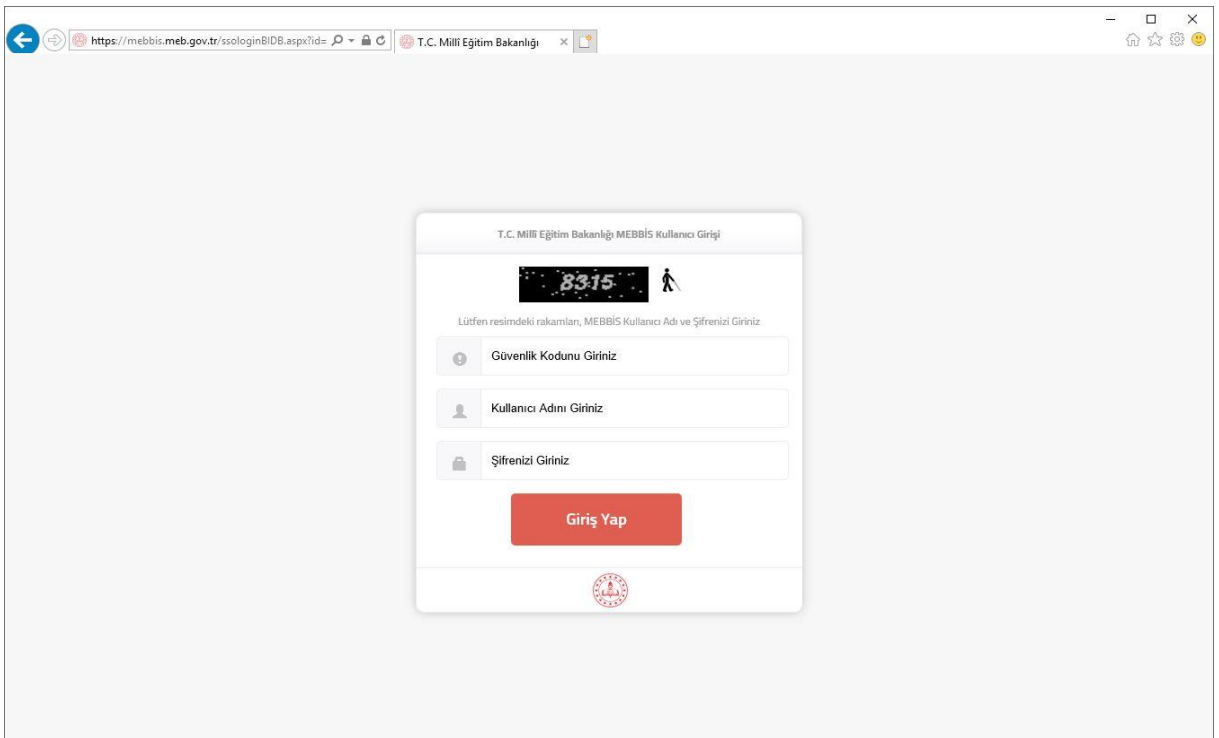 https://mebbis.meb.gov.tr/ssologinBIDB.aspx?id=
T.C. Millî Eğitim Bakanlığı
T.C. Millî Eğitim Bakanlığı MEBBİS Kullanıcı Girişi
8315
Lütfen resimdeki rakamları, MEBBİS Kullanıcı Adı ve Şifrenizi Giriniz
Güvenlik Kodunu Giriniz
Kullanıcı Adını Giriniz
Şifrenizi Giriniz
Giriş Yap